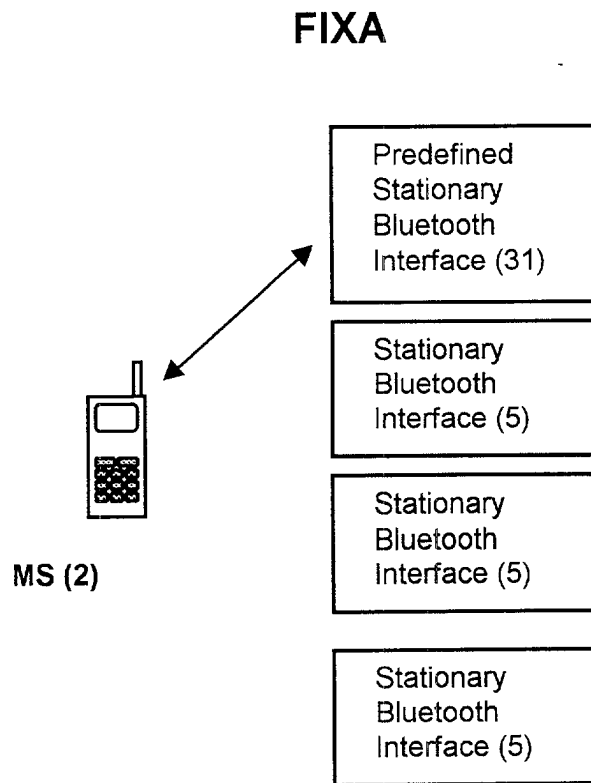 FIXA
Predefined
Stationary
Bluetooth
Interface (31)
Stationary
Bluetooth
Interface (5)
Stationary
Bluetooth
Interface (5)
MS (2)
Stationary
Bluetooth
Interface (5)